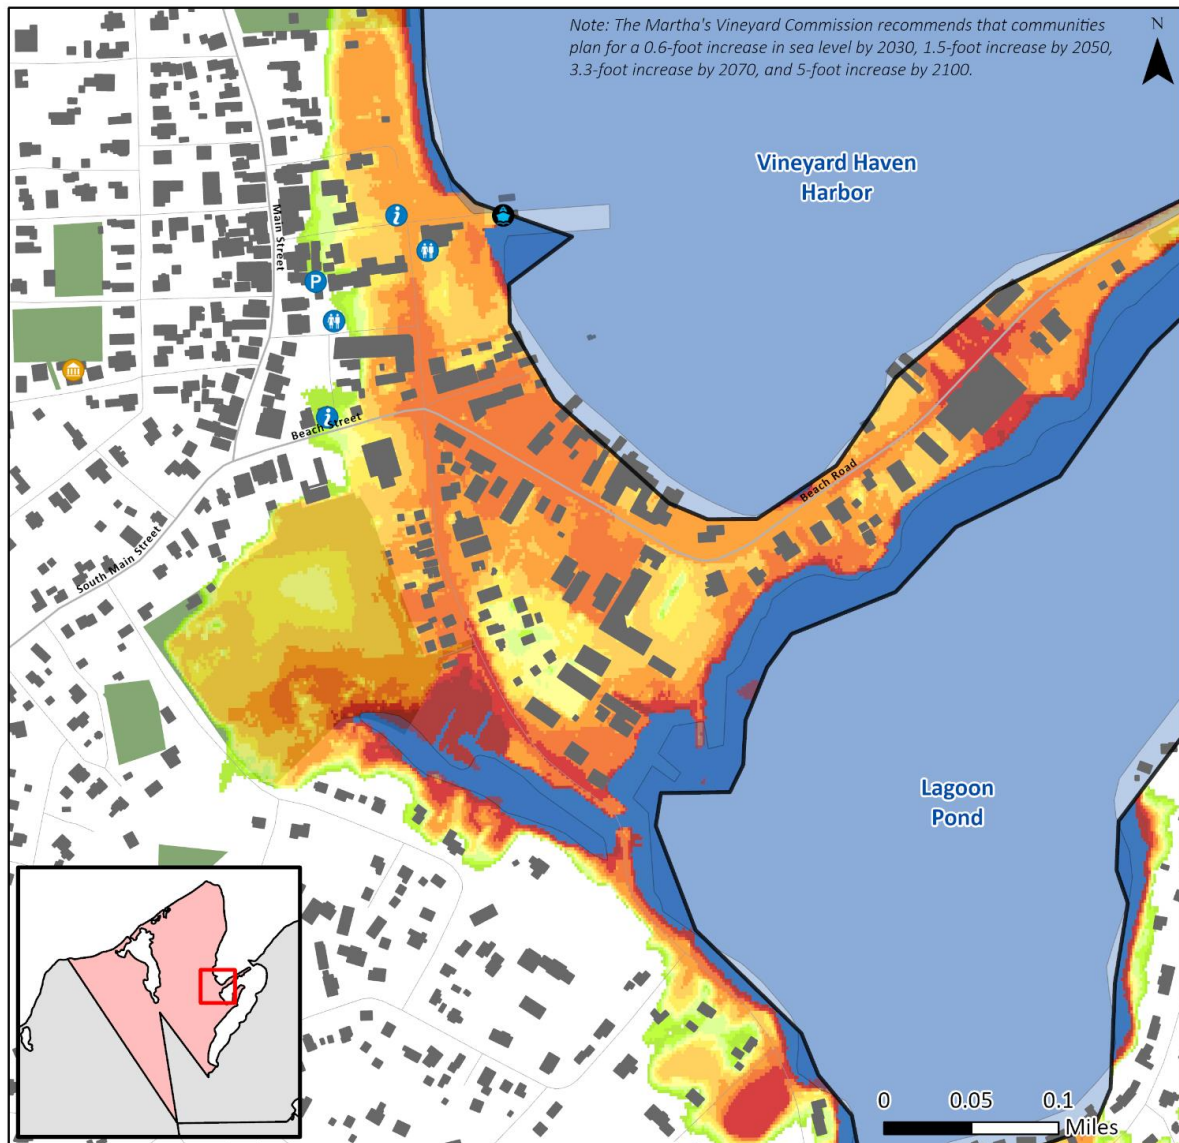 Note: The Martha's Vineyard Commission recommends that communities
plan for a 0.6-foot increase in sea level by 2030, 1.5-foot increase by 2050,
3.3-foot increase by 2070, and 5-foot increase by 2100.
N
Vineyard Haven
Harbor
Main Street
i
P
i
Beach Street
Beach Road
South Main Street
Lagoon
Pond
0 0.05 0.1
Miles